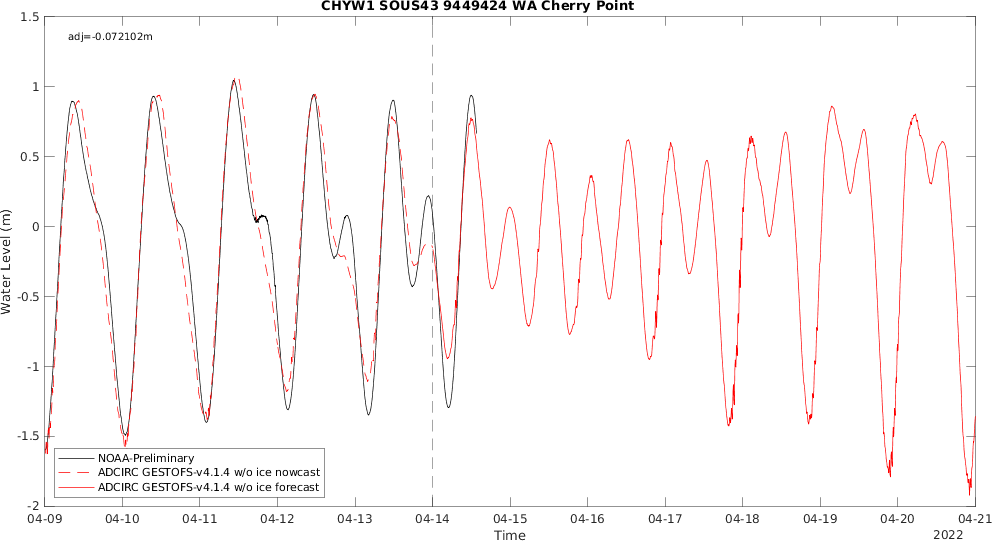 CHYW1 SOUS43 9449424 WA Cherry Point
adj=-0.072102m
1.5
1
0.5
0
-0.5
-1
-1.5
-2
Water Level (m)
NOAA-Preliminary
ADCIRC GESTOFS-v4.1.4 w/o ice nowcast
ADCIRC GESTOFS-v4.1.4 w/o ice forecast
04-09 04-10 04-11 04-12 04-13 04-14 04-15 04-16 04-17 04-18 04-19 04-20 04-21
Time
2022